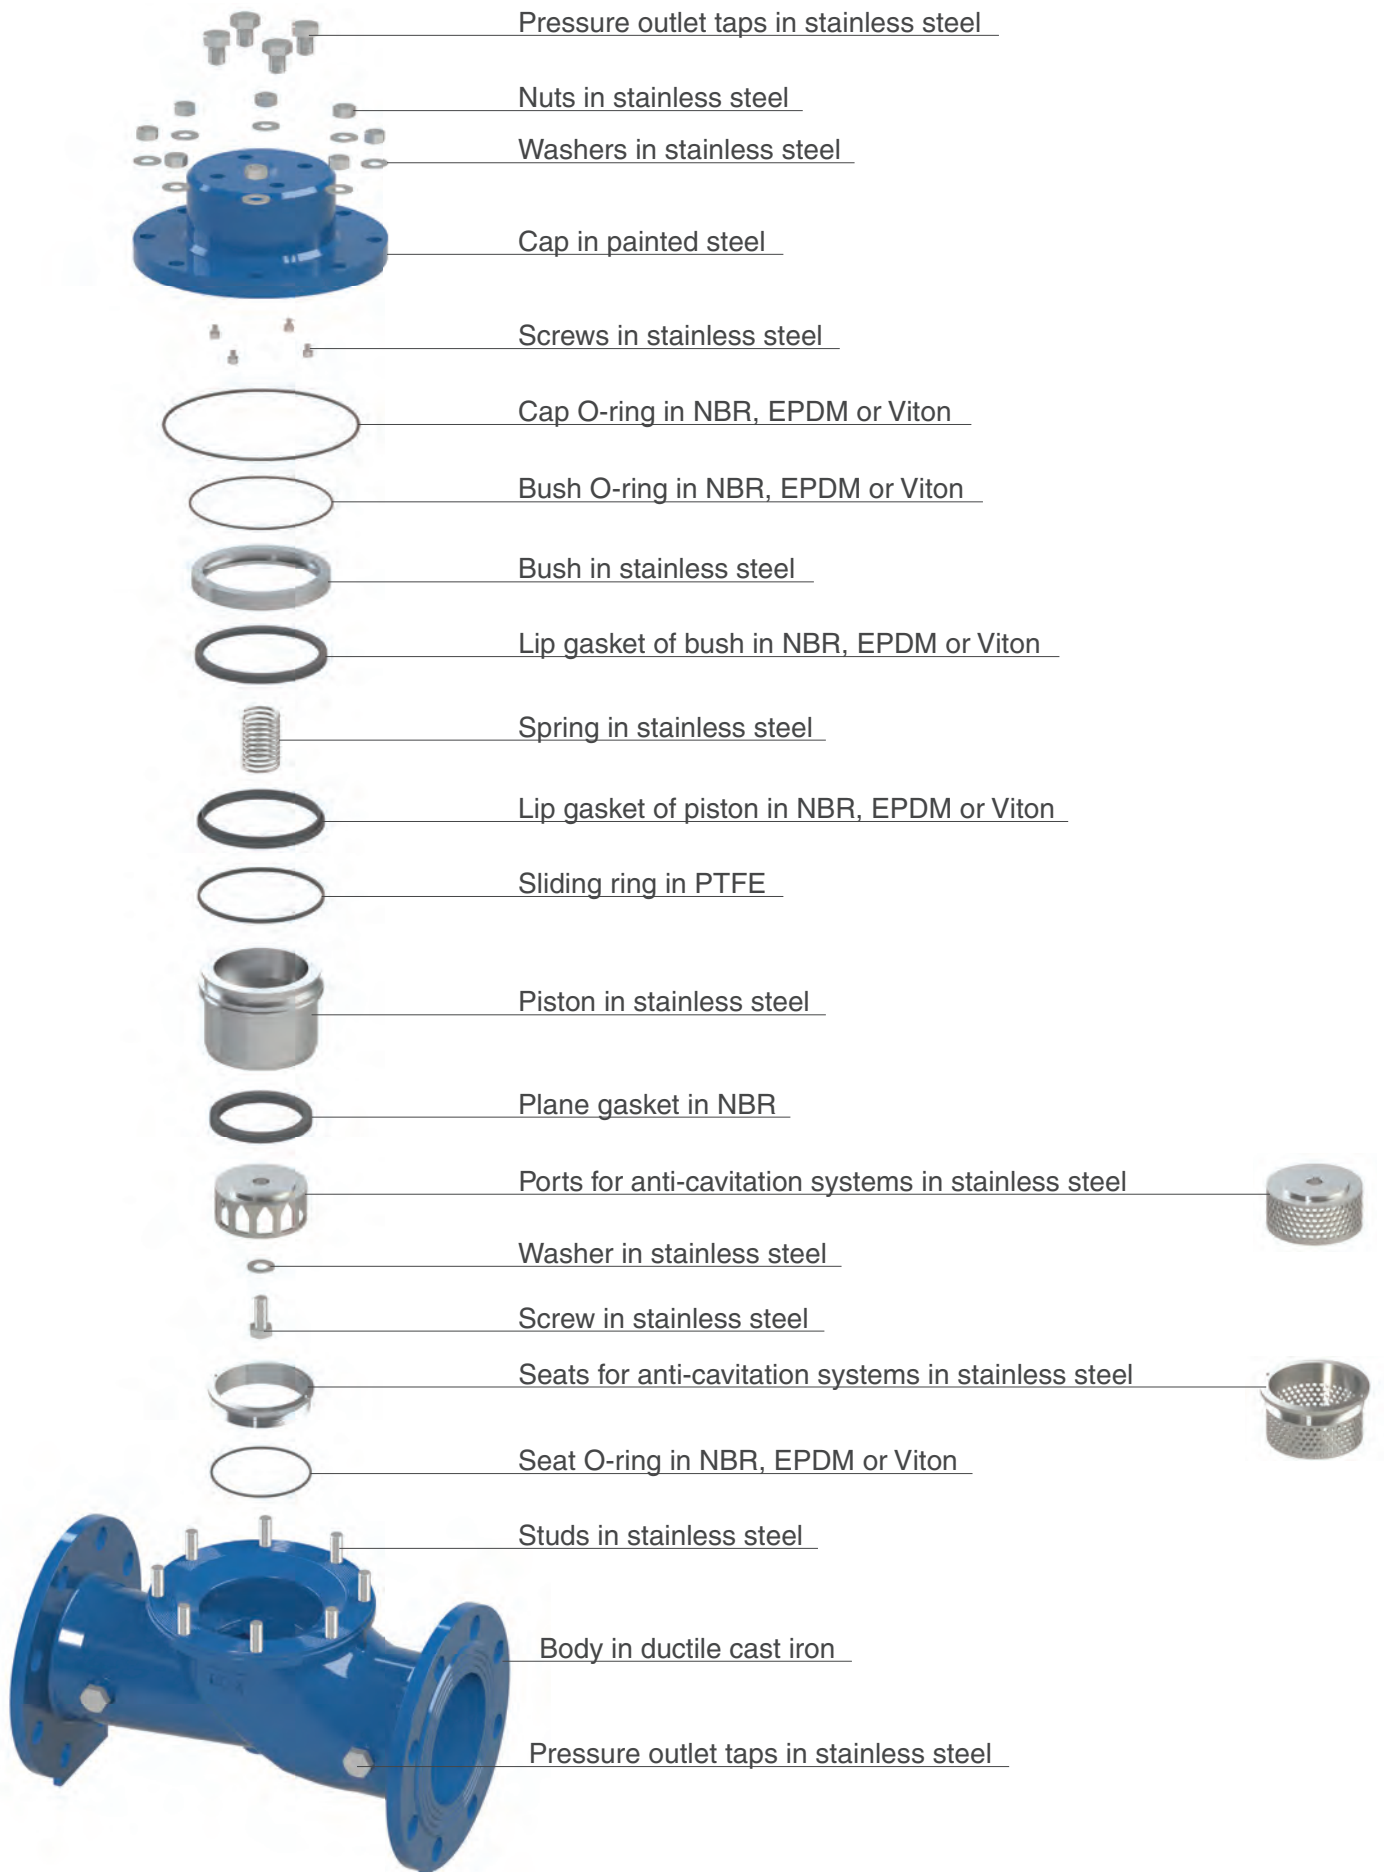 Pressure outlet taps in stainless steel
Nuts in stainless steel
Washers in stainless steel
Cap in painted steel
Screws in stainless steel
Cap O-ring in NBR, EPDM or Viton
Bush O-ring in NBR, EPDM or Viton
Bush in stainless steel
Lip gasket of bush in NBR, EPDM or Viton
Spring in stainless steel
Lip gasket of piston in NBR, EPDM or Viton
Sliding ring in PTFE
Piston in stainless steel
Plane gasket in NBR
Ports for anti-cavitation systems in stainless steel
Washer in stainless steel
Screw in stainless steel
Seats for anti-cavitation systems in stainless steel
Seat O-ring in NBR, EPDM or Viton
Studs in stainless steel
Body in ductile cast iron
Pressure outlet taps in stainless steel